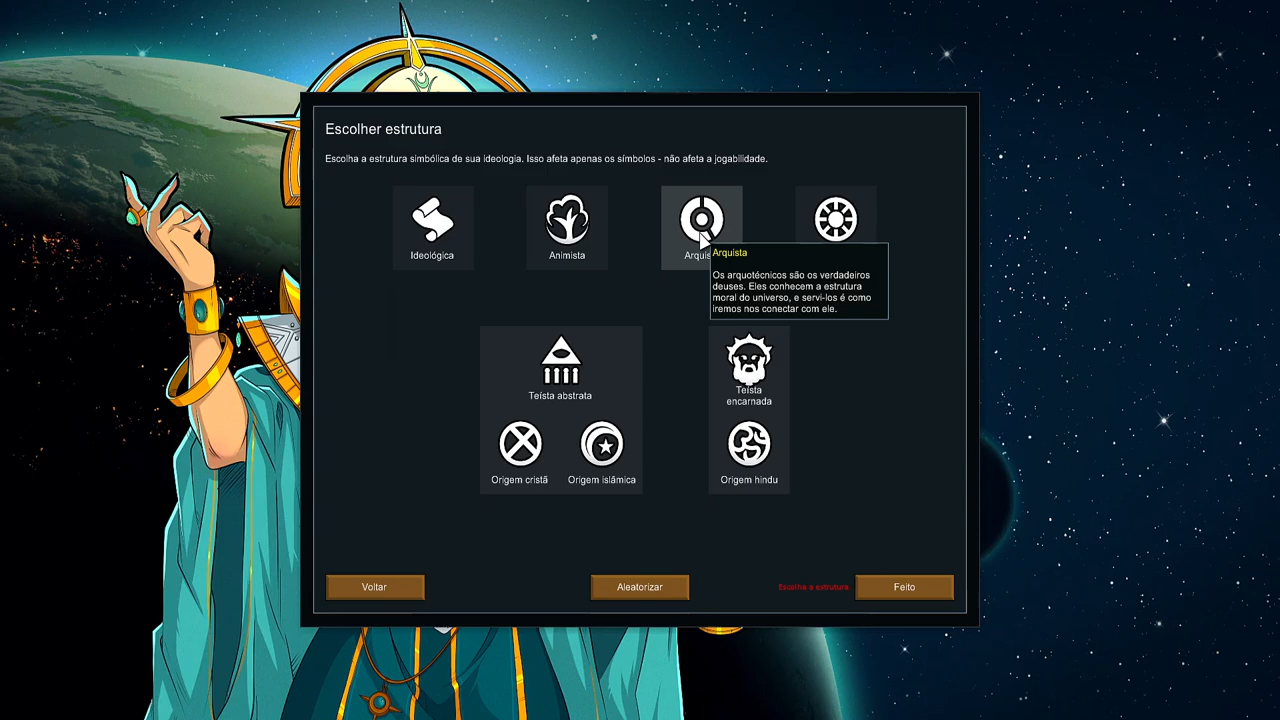 Escolher estrutura
Escolha a estrutura simbólica de sua ideologia. Isso afeta apenas os símbolos - não afeta a jogabilidade.
Ideológica
Animista
Arquis
Arquista
Os arquotécnicos são os verdadeiros
deuses. Eles conhecem a estrutura
moral do universo, e servi-los é como
iremos nos conectar com ele.
Teísta abstrata
Teísta
encarnada
Origem cristã
Origem islâmica
Origem hindu
Voltar
Aleatorizar
Escolha a estrutura
Feito